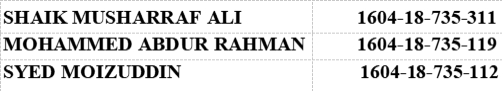 SHAIK MUSHARRAF ALI 1604-18-735-311
MOHAMMED ABDUR RAHMAN 1604-18-735-119
SYED MOIZUDDIN 1604-18-735-112